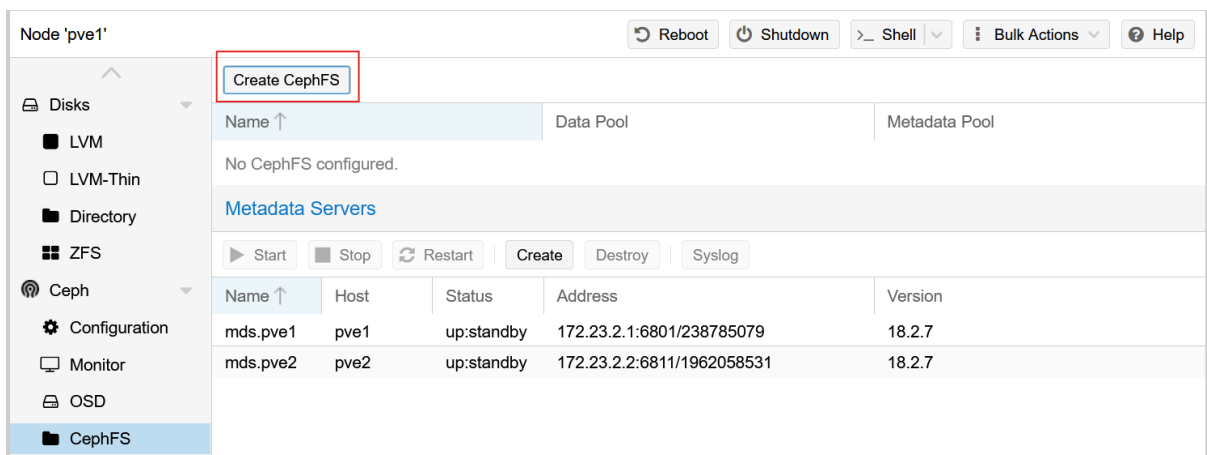 Node 'pve1' Reboot Shutdown >_ Shell Bulk Actions Help
Create CephFS
Disks
Name ↑ Data Pool Metadata Pool
LVM
No CephFS configured.
LVM-Thin
Directory
Metadata Servers
ZFS
Start Stop Restart Create Destroy Syslog
Ceph
Name ↑ Host Status Address Version
Configuration
mds.pve1 pve1 up:standby 172.23.2.1:6801/238785079 18.2.7
Monitor
mds.pve2 pve2 up:standby 172.23.2.2:6811/1962058531 18.2.7
OSD
CephFS